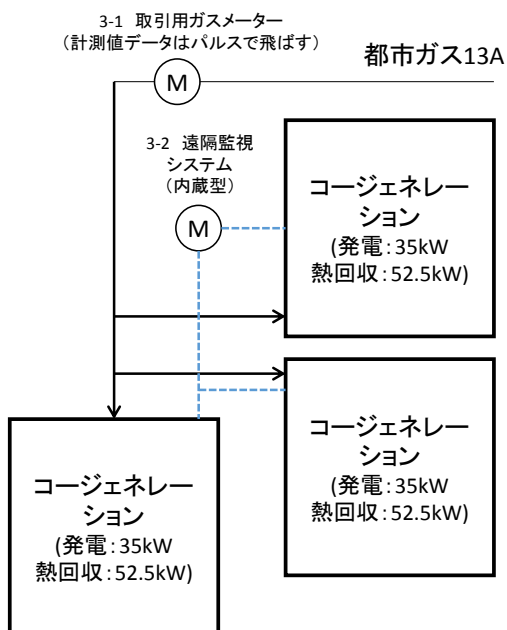 3-1 取引用ガスメーター
（計測値データはパルスで飛ばす）
都市ガス13A
M
3-2 遠隔監視
システム
（内蔵型）
M
コージェネレー
ション
(発電：35kW
熱回収：52.5kW)
コージェネレー
ション
(発電：35kW
熱回収：52.5kW)
コージェネレー
ション
(発電：35kW
熱回収：52.5kW)